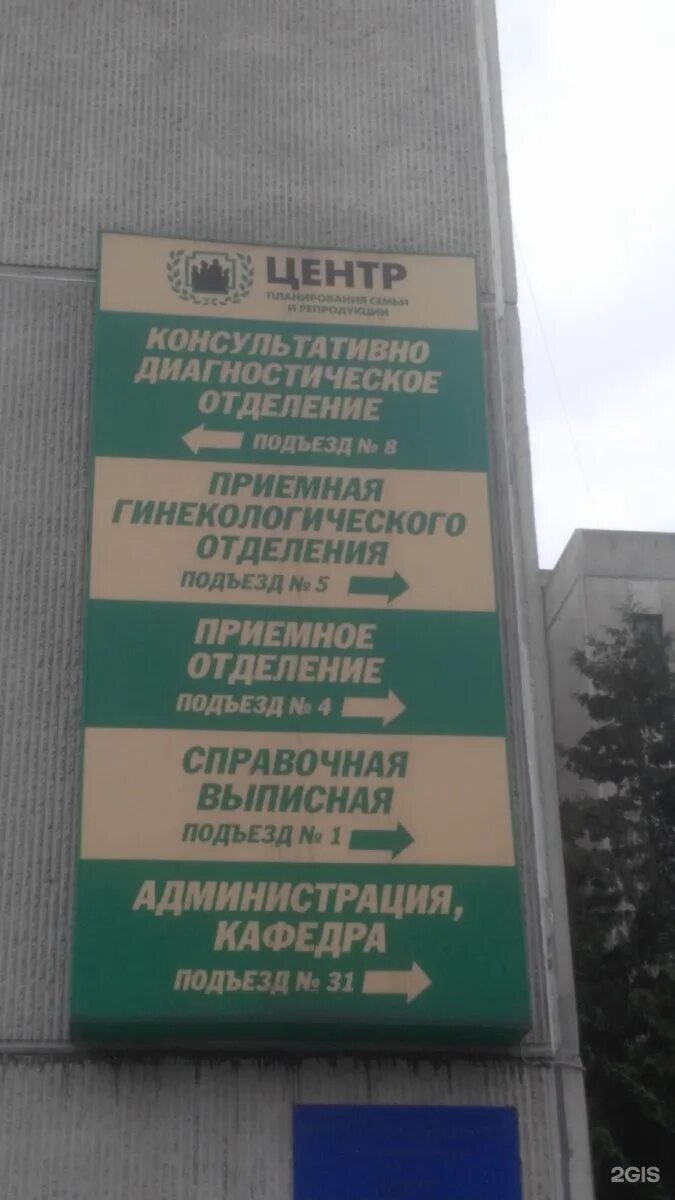 ЦЕНТР
ПЛАНИРОВАНИЯ СЕМЬИ
И РЕПРОДУКЦИИ
КОНСУЛЬТАТИВНО
ДИАГНОСТИЧЕСКОЕ
ОТДЕЛЕНИЕ
ПОДЪЕЗД № 8
ПРИЕМНАЯ
ГИНЕКОЛОГИЧЕСКОГО
ОТДЕЛЕНИЯ
ПОДЪЕЗД № 5
ПРИЕМНОЕ
ОТДЕЛЕНИЕ
ПОДЪЕЗД № 4
СПРАВОЧНАЯ
ВЫПИСНАЯ
ПОДЪЕЗД № 1
АДМИНИСТРАЦИЯ,
КАФЕДРА
ПОДЪЕЗД № 31
2GIS